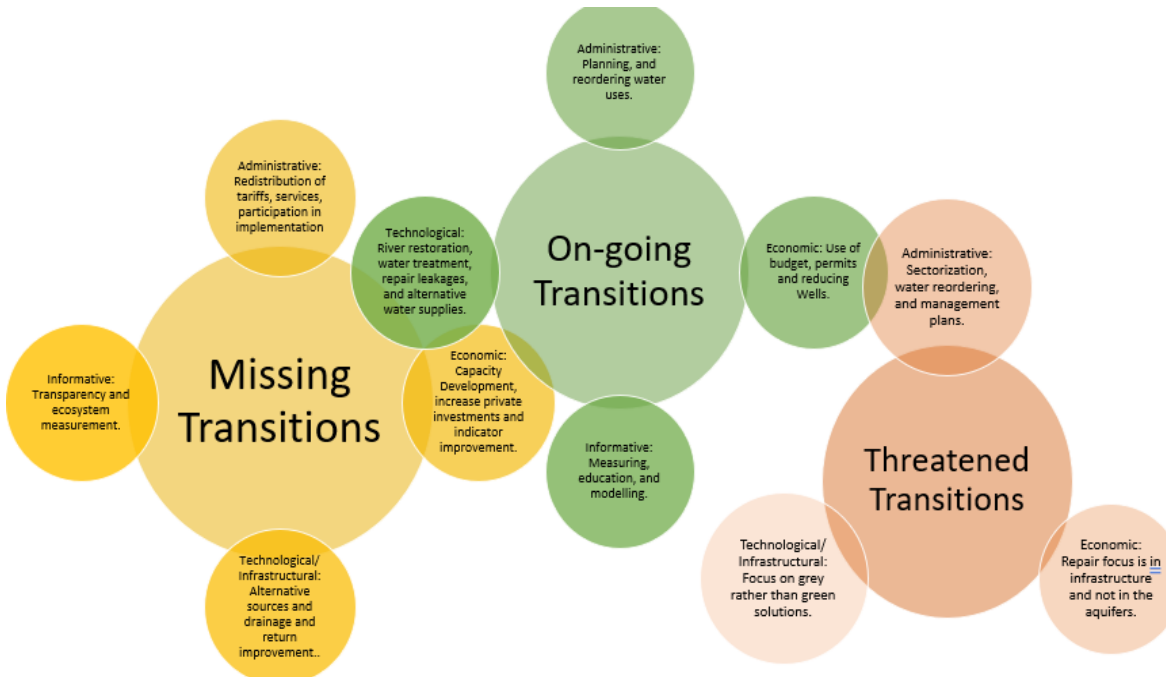 Administrative:
Planning, and
reordering water
uses.
Administrative:
Redistribution of
tariffs, services,
participation in
implementation
Technological:
River restoration,
water treatment,
repair leakages,
and alternative
water supplies.
On-going
Transitions
Economic: Use of
budget, permits
and reducing
Wells.
Administrative:
Sectorization,
water reordering,
and management
plans.
Informative:
Transparency and
ecosystem
measurement.
Missing
Transitions
Economic:
Capacity
Development,
increase private
investments and
indicator
improvement.
Informative:
Measuring,
education, and
modelling.
Threatened
Transitions
Technological/
Infrastructural:
Alternative
sources and
drainage and
return
improvement..
Technological/
Infrastructural:
Focus on grey
rather than green
solutions.
Economic:
Repair focus is in
infrastructure
and not in the
aquifers.